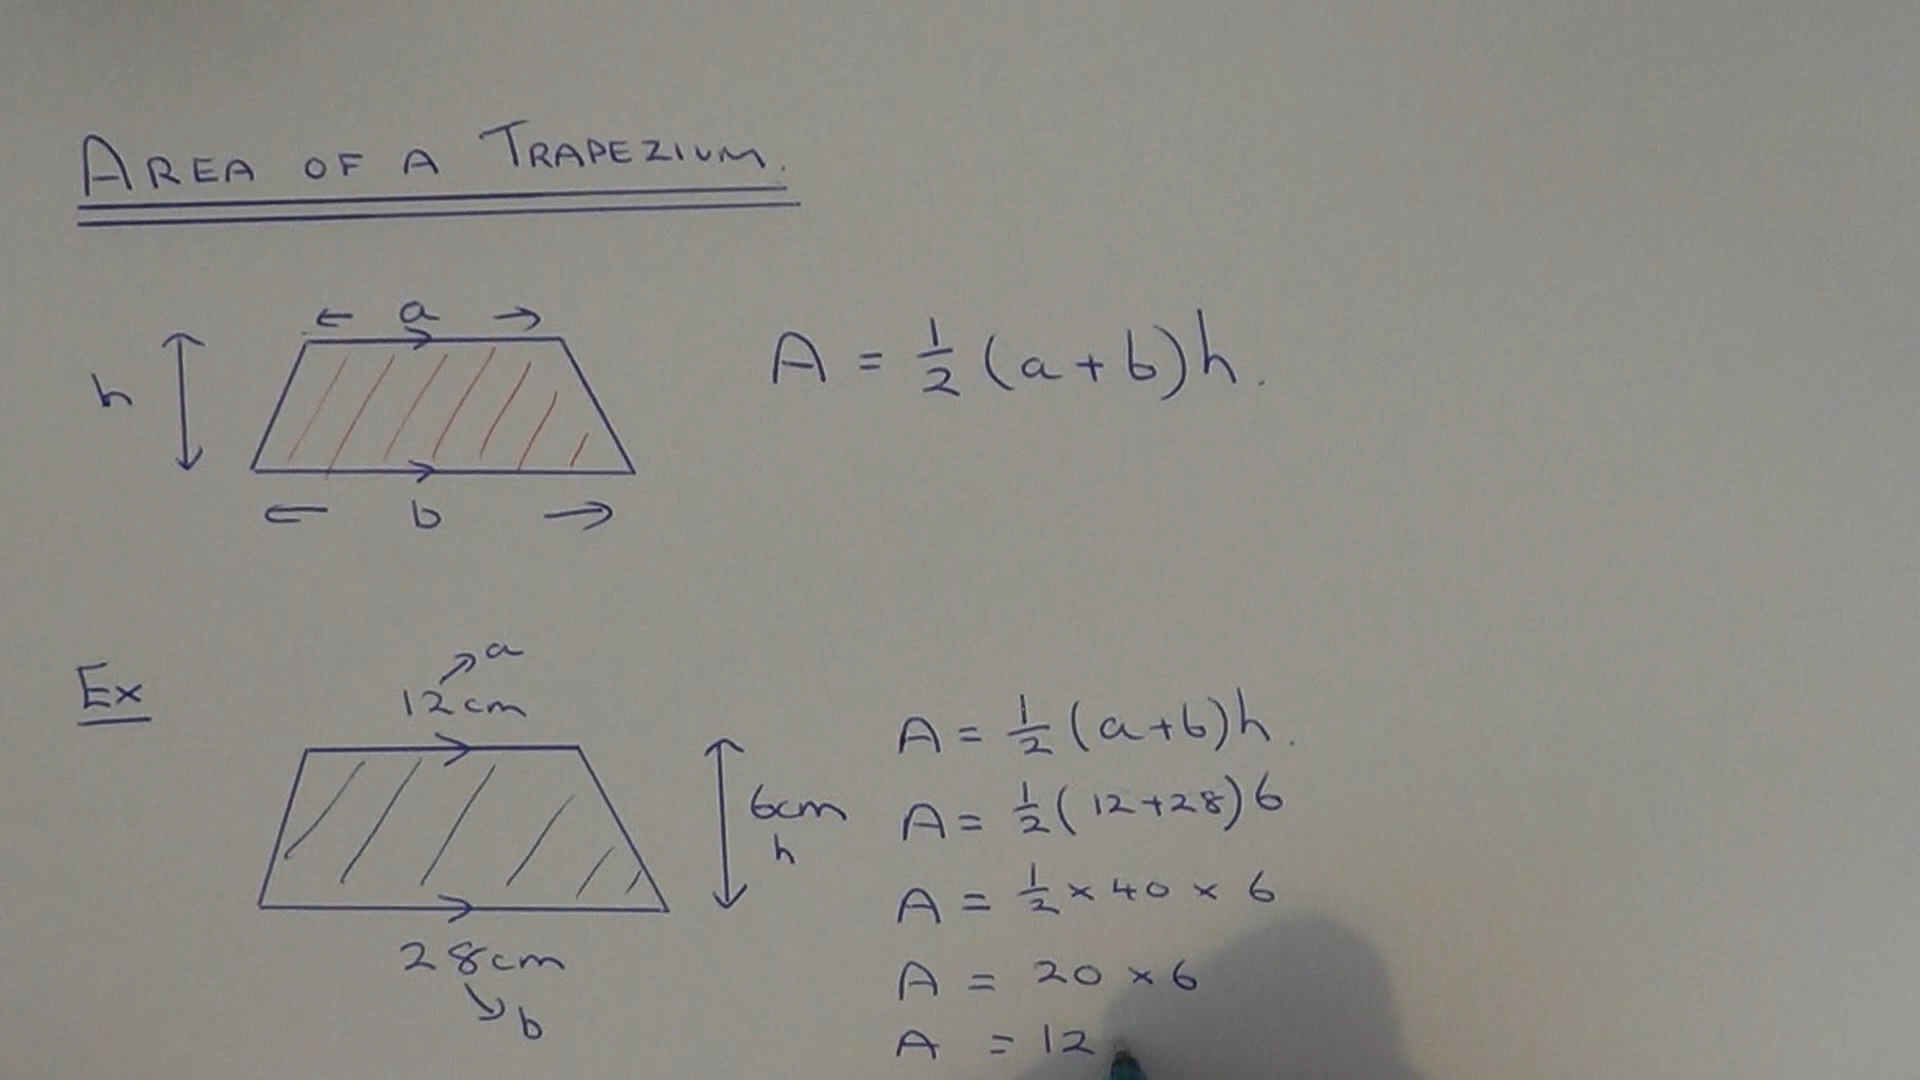 AREA OF A TRAPEZIUM.
a
h
b
A = 1/2 (a+b)h.
Ex
a
12cm
6cm
h
28cm
b
A = 1/2 (a+b)h.
A = 1/2 (12+28)6
A = 1/2 × 40 × 6
A = 20 × 6
A = 12